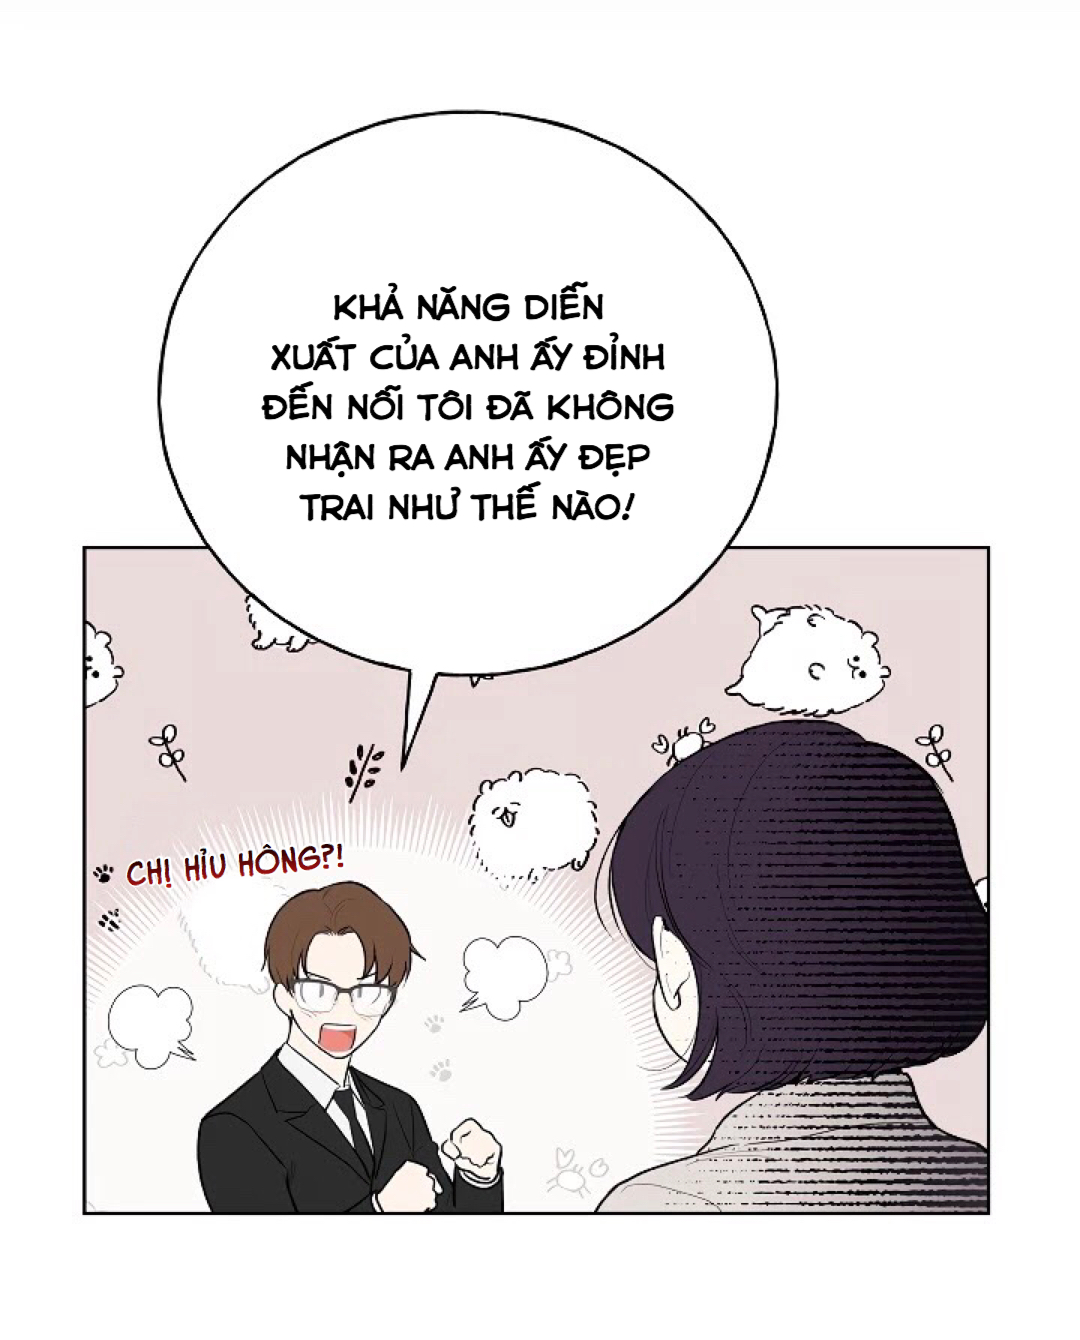 KHẢ NĂNG DIỄN
XUẤT CỦA ANH ẤY ĐỈNH
ĐẾN NỖI TÔI ĐÃ KHÔNG
NHẬN RA ANH ẤY ĐẸP
TRAI NHƯ THẾ NÀO!
CHỊ HỈU HÔNG?!